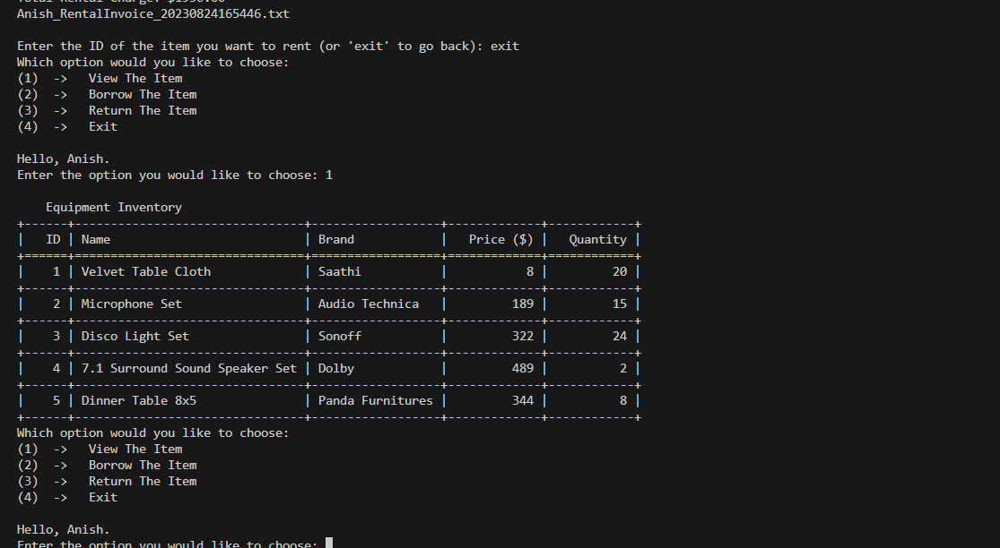 Total Rental Charge: $1956.00
Anish_RentalInvoice_20230824165446.txt
Enter the ID of the item you want to rent (or 'exit' to go back): exit
Which option would you like to choose:
(1)  ->   View The Item
(2)  ->   Borrow The Item
(3)  ->   Return The Item
(4)  ->   Exit
Hello, Anish.
Enter the option you would like to choose: 1
Equipment Inventory
| ID | Name | Brand | Price ($) | Quantity |
| 1 | Velvet Table Cloth | Saathi | 8 | 20 |
| 2 | Microphone Set | Audio Technica | 189 | 15 |
| 3 | Disco Light Set | Sonoff | 322 | 24 |
| 4 | 7.1 Surround Sound Speaker Set | Dolby | 489 | 2 |
| 5 | Dinner Table 8x5 | Panda Furnitures | 344 | 8 |
Which option would you like to choose:
(1)  ->   View The Item
(2)  ->   Borrow The Item
(3)  ->   Return The Item
(4)  ->   Exit
Hello, Anish.
Enter the option you would like to choose: